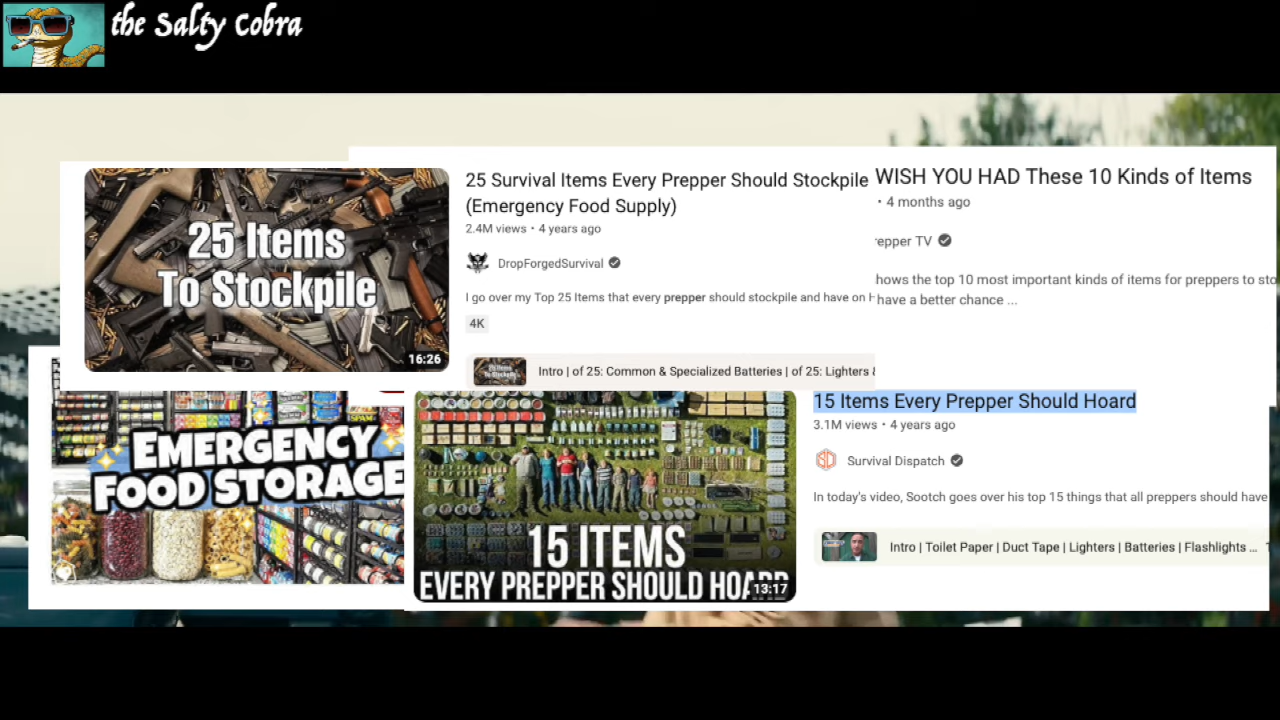 the Salty Cobra
25 Items
To Stockpile
16:26
25 Survival Items Every Prepper Should Stockpile
(Emergency Food Supply)
2.4M views • 4 years ago
DropForgedSurvival
I go over my Top 25 Items that every prepper should stockpile and have on
4K
Intro | of 25: Common & Specialized Batteries | of 25: Lighters &
WISH YOU HAD These 10 Kinds of Items
• 4 months ago
epper TV
hows the top 10 most important kinds of items for preppers to sto
have a better chance ...
EMERGENCY
FOOD STORAGE
15 ITEMS
EVERY PREPPER SHOULD HOARD
13:17
15 Items Every Prepper Should Hoard
3.1M views • 4 years ago
Survival Dispatch
In today's video, Sootch goes over his top 15 things that all preppers should have
Intro | Toilet Paper | Duct Tape | Lighters | Batteries | Flashlights ...